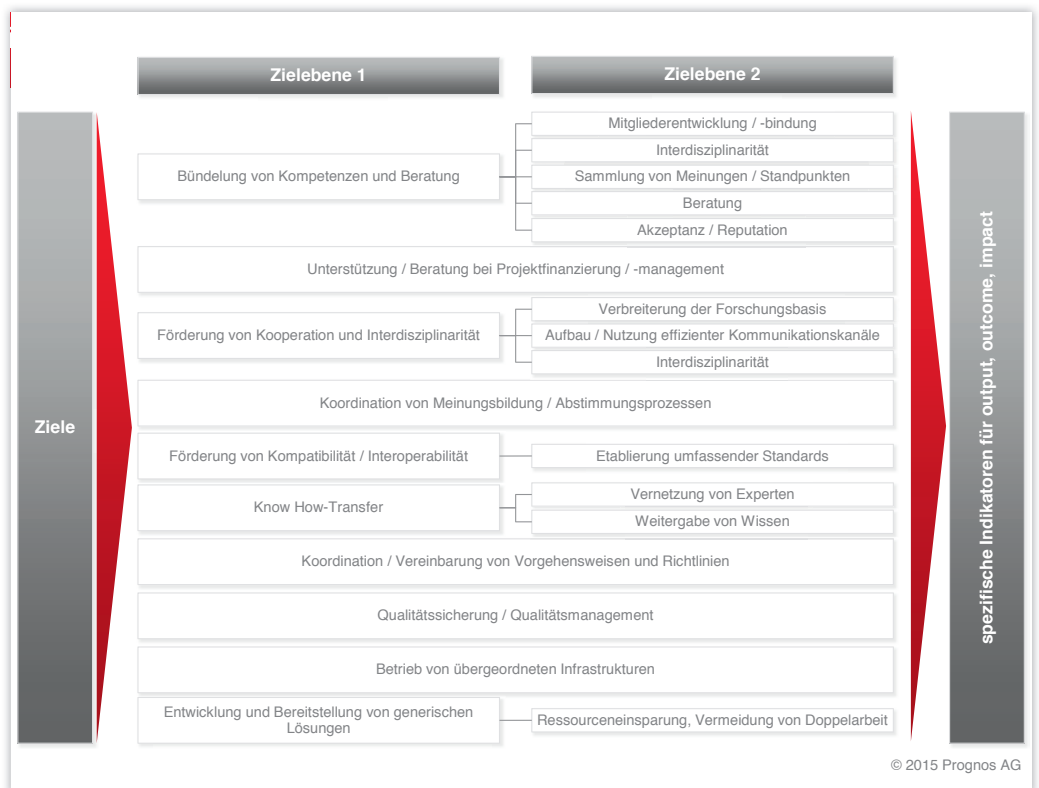 Zielebene 1
Zielebene 2
Ziele
Bündelung von Kompetenzen und Beratung
Mitgliederentwicklung / -bindung
Interdisziplinarität
Sammlung von Meinungen / Standpunkten
Beratung
Akzeptanz / Reputation
Unterstützung / Beratung bei Projektfinanzierung / -management
Förderung von Kooperation und Interdisziplinarität
Verbreiterung der Forschungsbasis
Aufbau / Nutzung effizienter Kommunikationskanäle
Interdisziplinarität
Koordination von Meinungsbildung / Abstimmungsprozessen
Förderung von Kompatibilität / Interoperabilität
Etablierung umfassender Standards
Know How-Transfer
Vernetzung von Experten
Weitergabe von Wissen
Koordination / Vereinbarung von Vorgehensweisen und Richtlinien
Qualitätssicherung / Qualitätsmanagement
Betrieb von übergeordneten Infrastrukturen
Entwicklung und Bereitstellung von generischen
Lösungen
Ressourceneinsparung, Vermeidung von Doppelarbeit
spezifische Indikatoren für output, outcome, impact
© 2015 Prognos AG